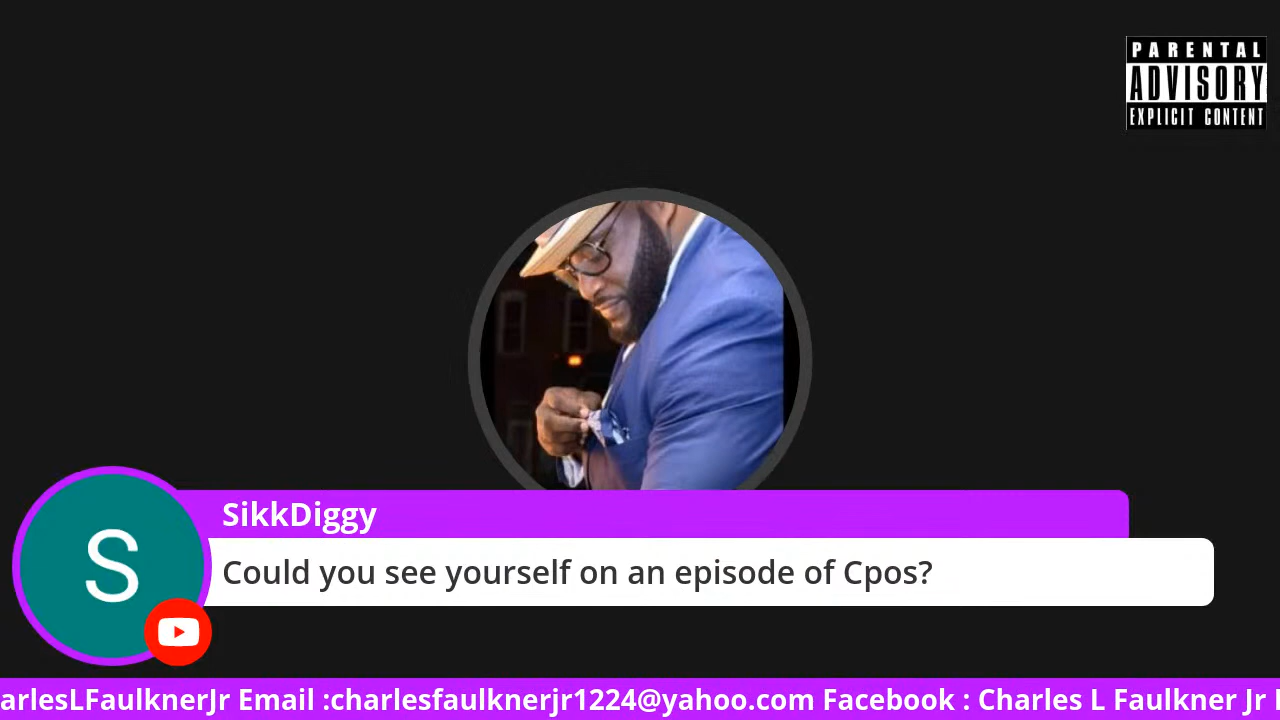 PARENTAL
ADVISORY
EXPLICIT CONTENT
S
SikkDiggy
Could you see yourself on an episode of Cpos?
arlesLFaulknerJr Email :charlesfaulknerjr1224@yahoo.com Facebook : Charles L Faulkner Jr